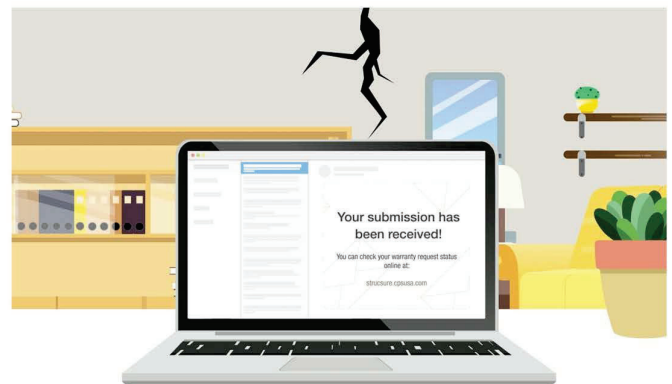 Your submission has
been received!
You can check your warranty request status
online at:
strucsure.cpsusa.com